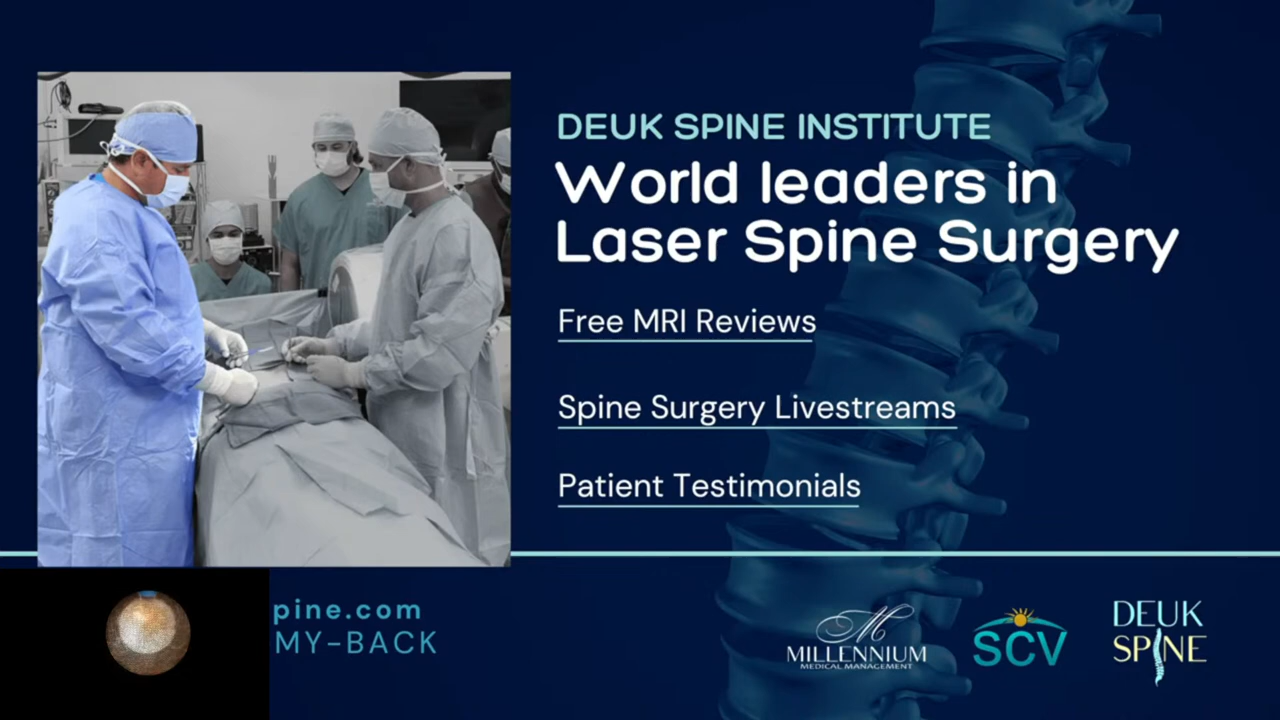 DEUK SPINE INSTITUTE
World leaders in
Laser Spine Surgery
Free MRI Reviews
Spine Surgery Livestreams
Patient Testimonials
pine.com
MY-BACK
M
MILLENNIUM
MEDICAL MANAGEMENT
SCV
DEUK
SPINE